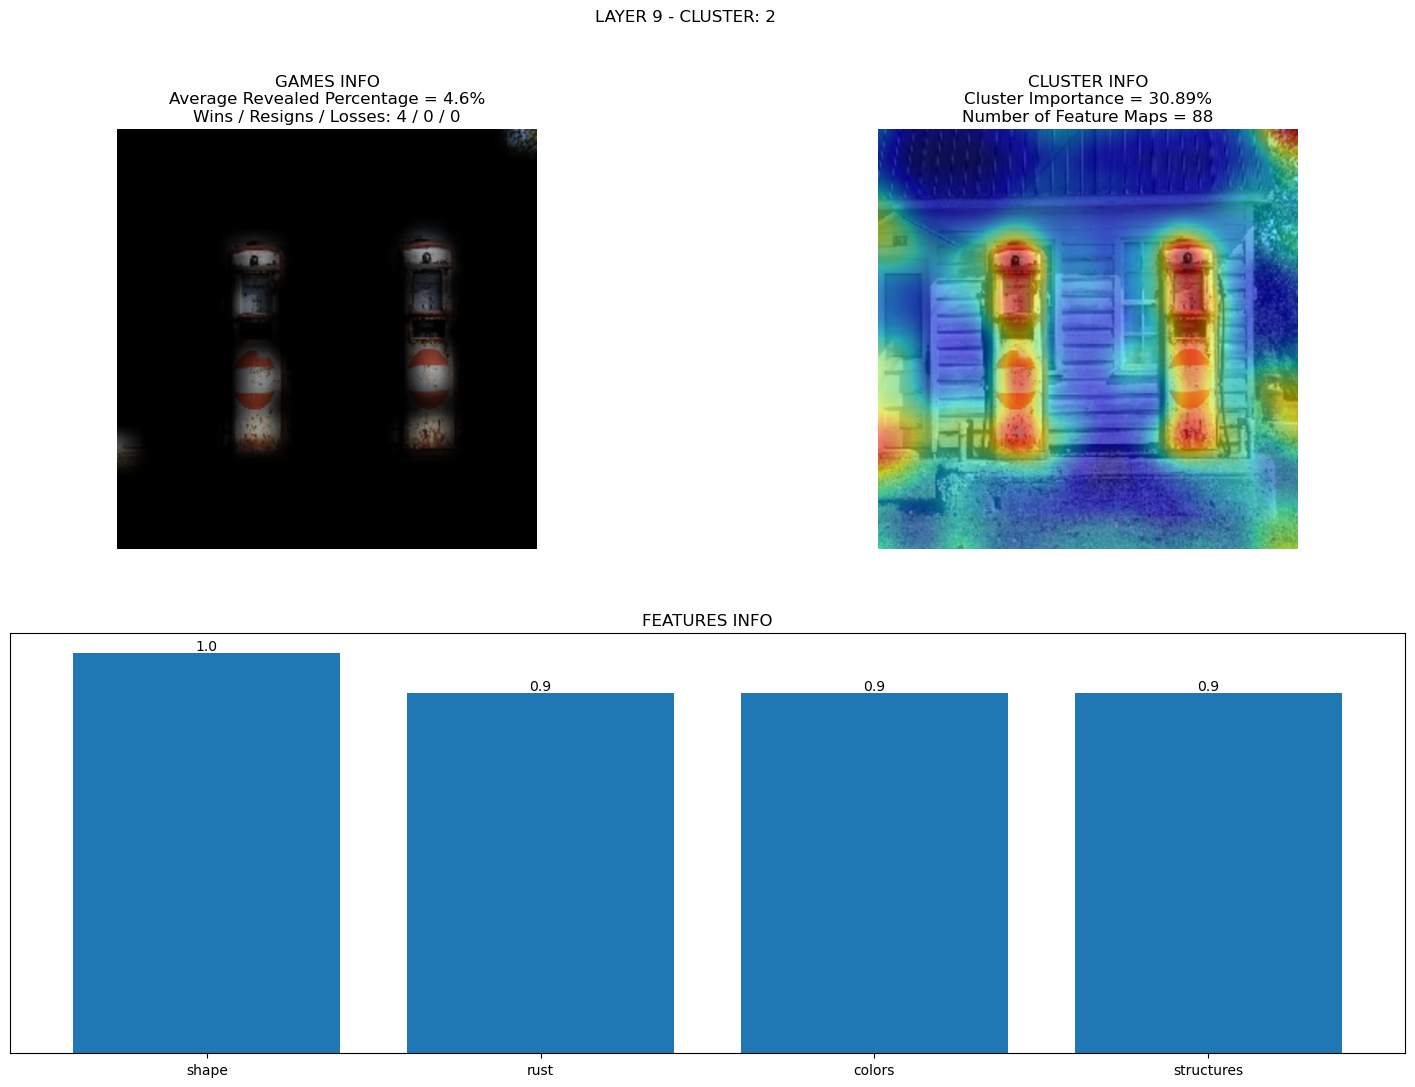 LAYER 9 - CLUSTER: 2
GAMES INFO
Average Revealed Percentage = 4.6%
Wins / Resigns / Losses: 4 / 0 / 0
CLUSTER INFO
Cluster Importance = 30.89%
Number of Feature Maps = 88
FEATURES INFO
1.0
0.9
0.9
0.9
shape
rust
colors
structures